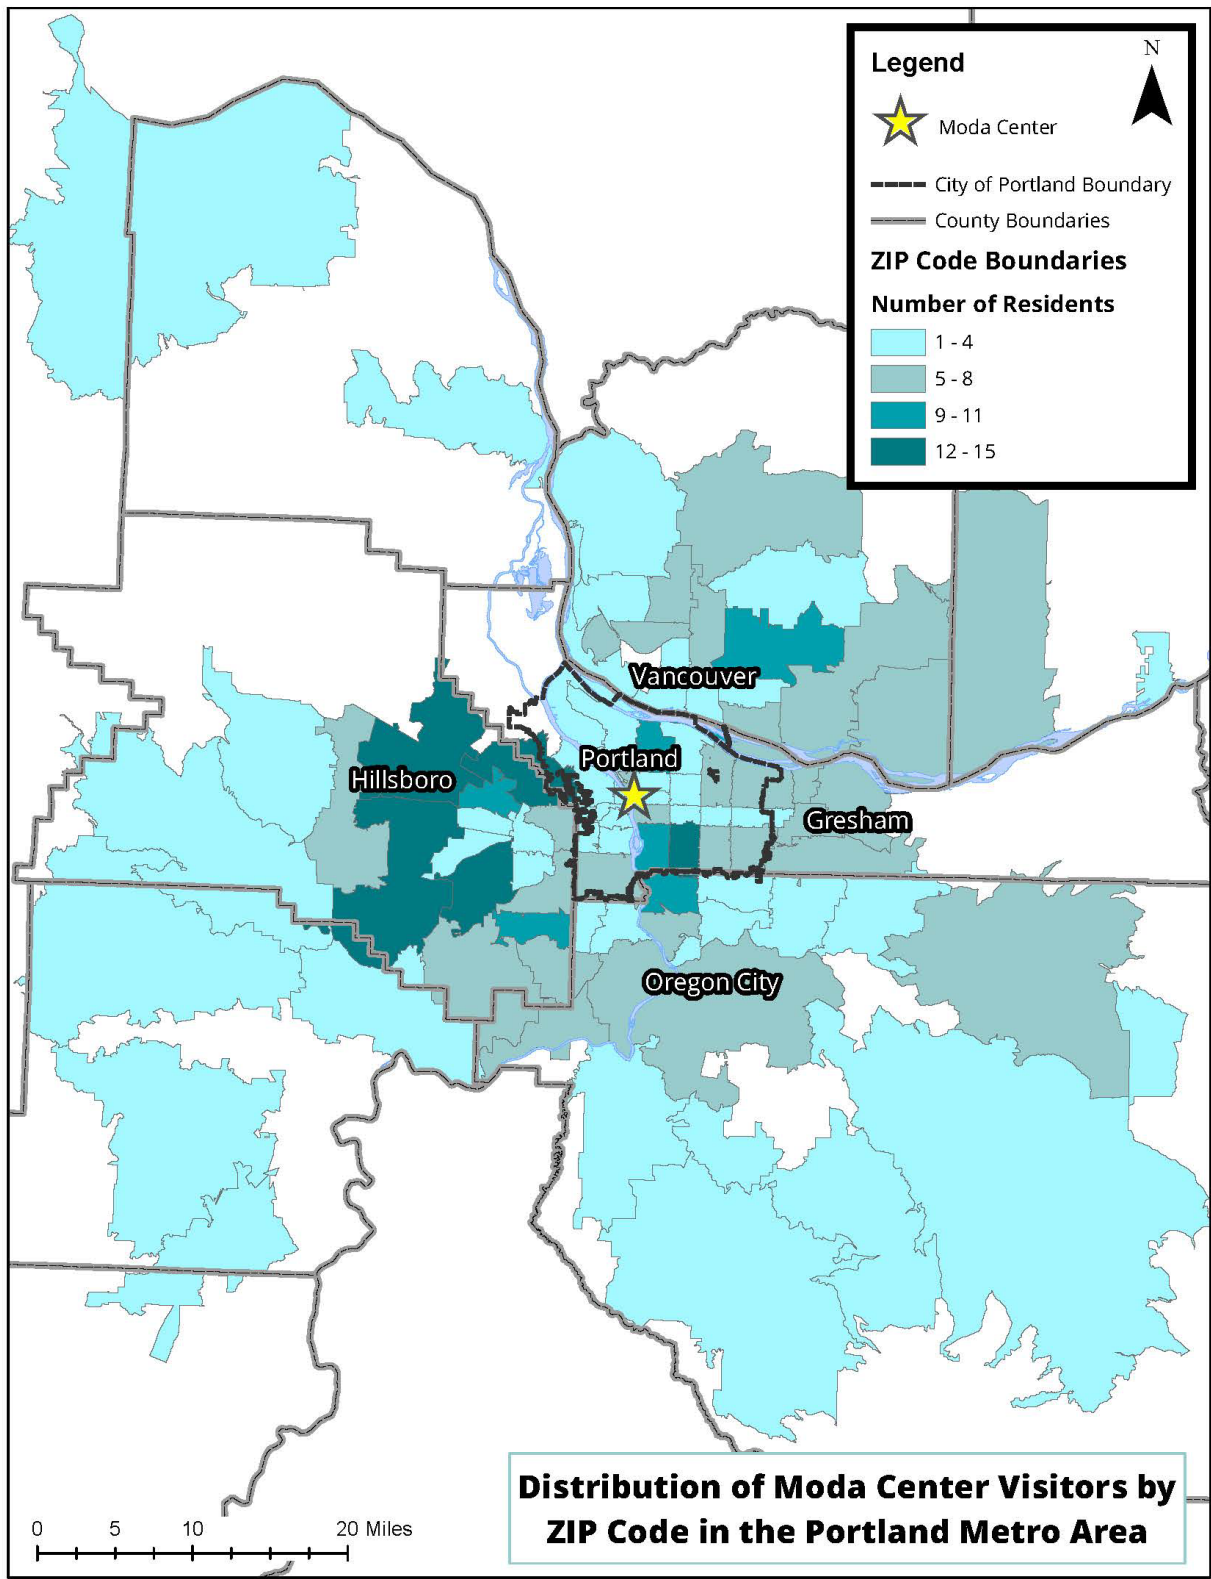 N
Legend
Moda Center
City of Portland Boundary
County Boundaries
ZIP Code Boundaries
Number of Residents
1 - 4
5 - 8
9 - 11
12 - 15
Vancouver
Portland
Hillsboro
Gresham
Oregon City
Distribution of Moda Center Visitors by
ZIP Code in the Portland Metro Area
0 5 10 20 Miles